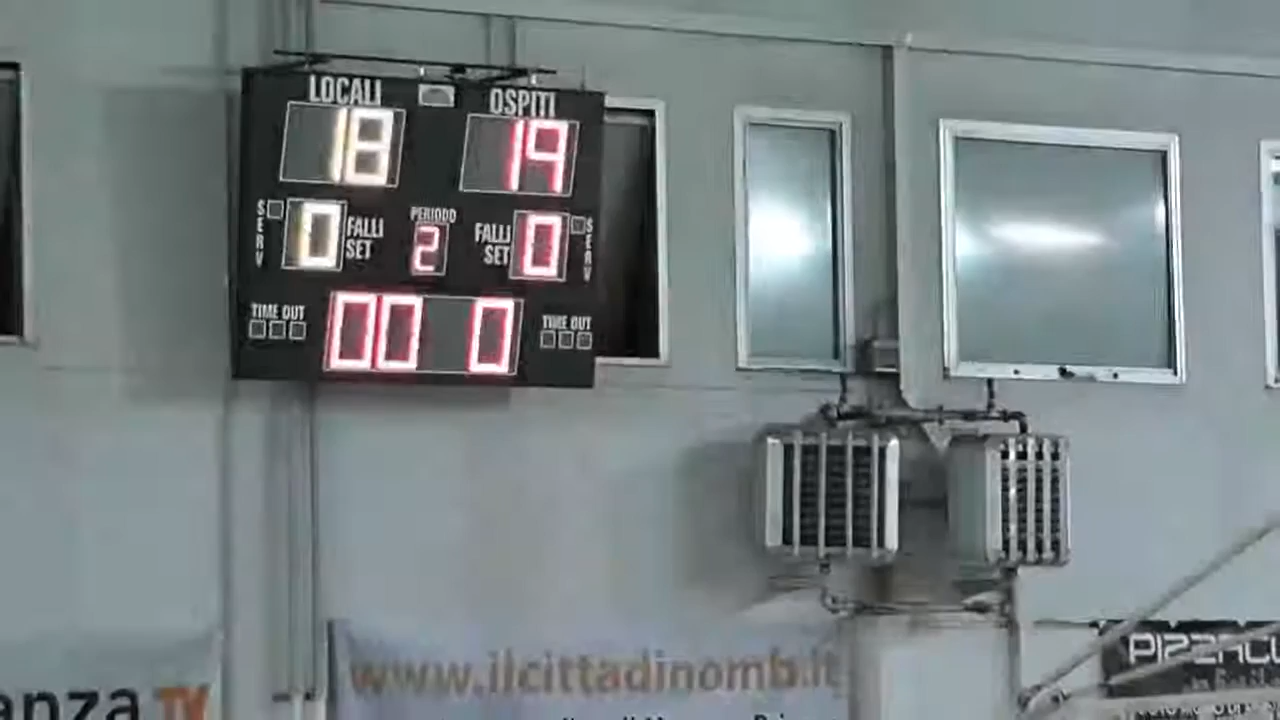 LOCALI OSPITI
18 19
SERV 0 FALLI SET PERIODO 2 FALLI SET 0 SERV
TIME OUT 00 0 TIME OUT
www.ilcittadinomb.it
anza TV
PIZZACU